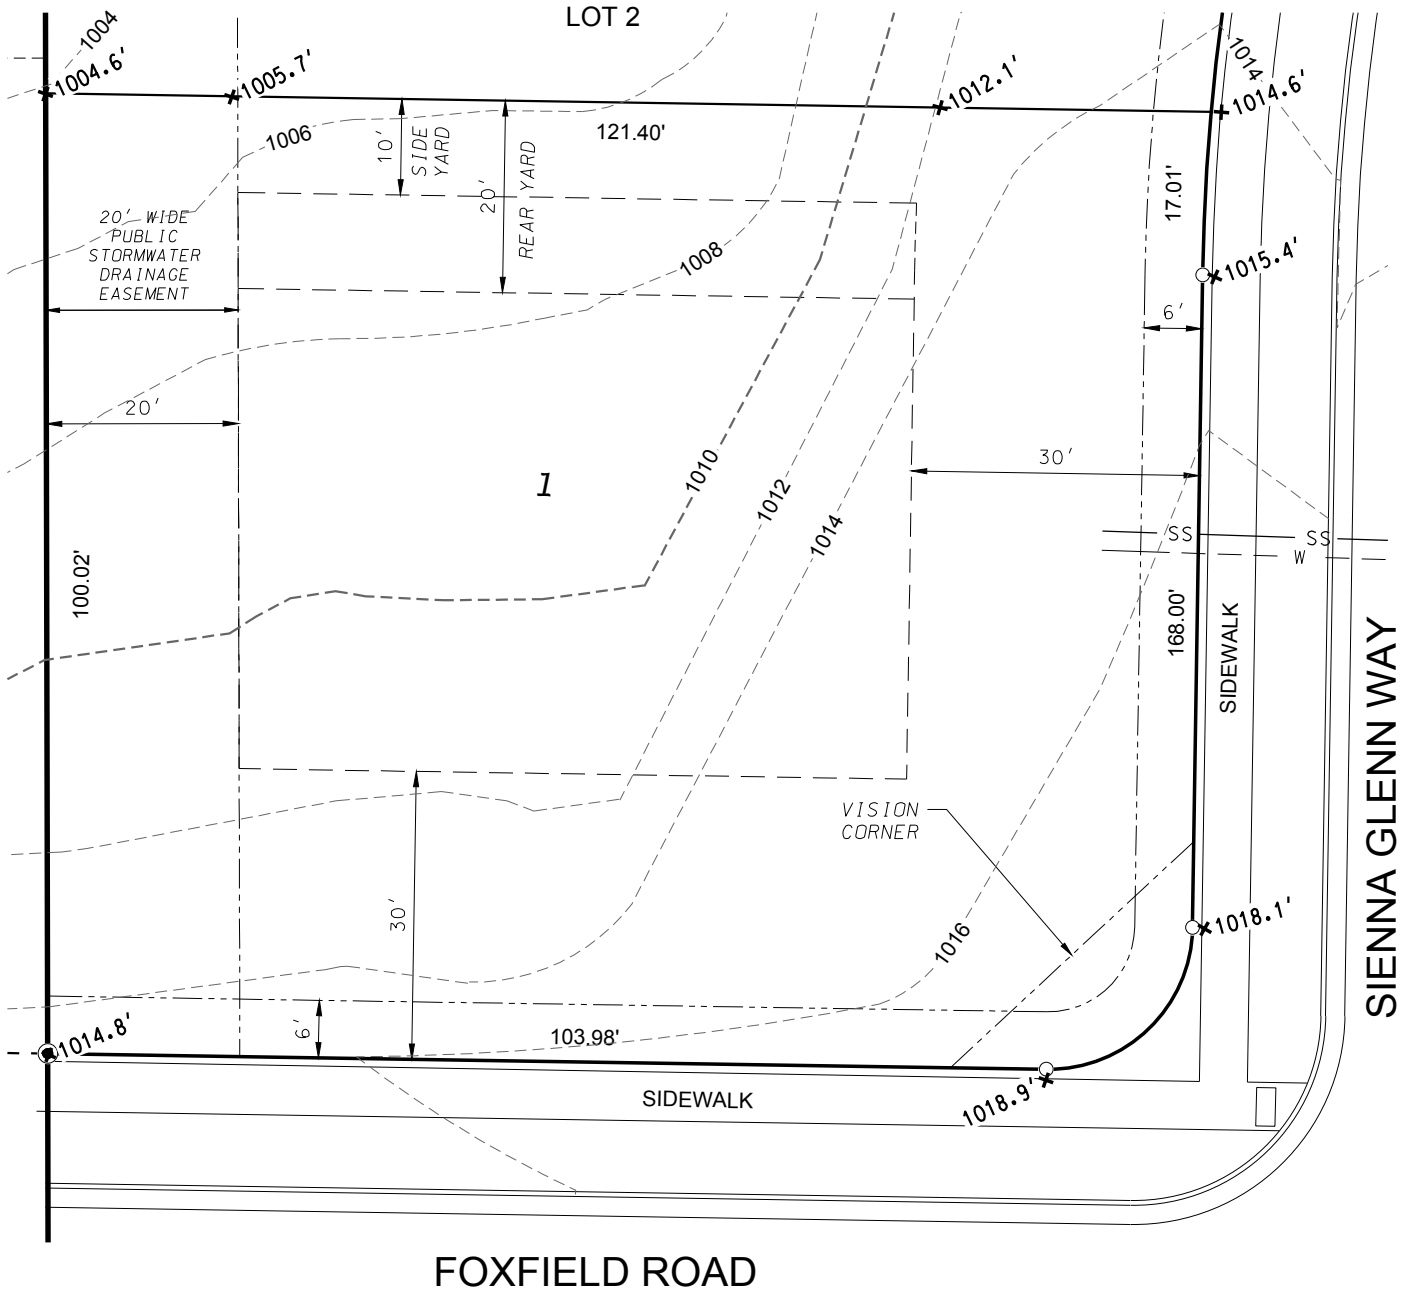 LOT 2
1004
1004.6'
1005.7'
1012.1'
1014
1014.6'
1006
10'
SIDE
YARD
20'
REAR YARD
121.40'
17.01'
20' WIDE
PUBLIC
STORMWATER
DRAINAGE
EASEMENT
1008
1015.4'
6'
20'
1
1010
1012
1014
30'
SS
SS
W
100.02'
168.00'
SIDEWALK
SIENNA GLENN WAY
VISION
CORNER
30'
1016
1018.1'
6'
1014.8'
103.98'
1018.9'
SIDEWALK
FOXFIELD ROAD